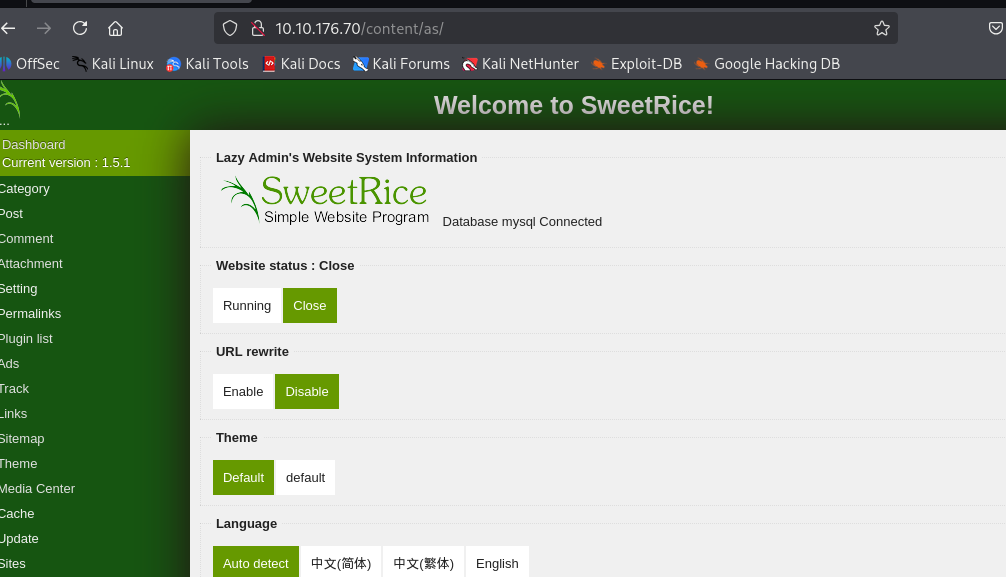 10.10.176.70/content/as/
OffSec Kali Linux Kali Tools Kali Docs Kali Forums Kali NetHunter Exploit-DB Google Hacking DB
Welcome to SweetRice!
...
Dashboard
Current version : 1.5.1
Category
Post
Comment
Attachment
Setting
Permalinks
Plugin list
Ads
Track
Links
Sitemap
Theme
Media Center
Cache
Update
Sites
Lazy Admin's Website System Information
SweetRice
Simple Website Program
Database mysql Connected
Website status : Close
Running Close
URL rewrite
Enable Disable
Theme
Default default
Language
Auto detect 中文(简体) 中文(繁体) English